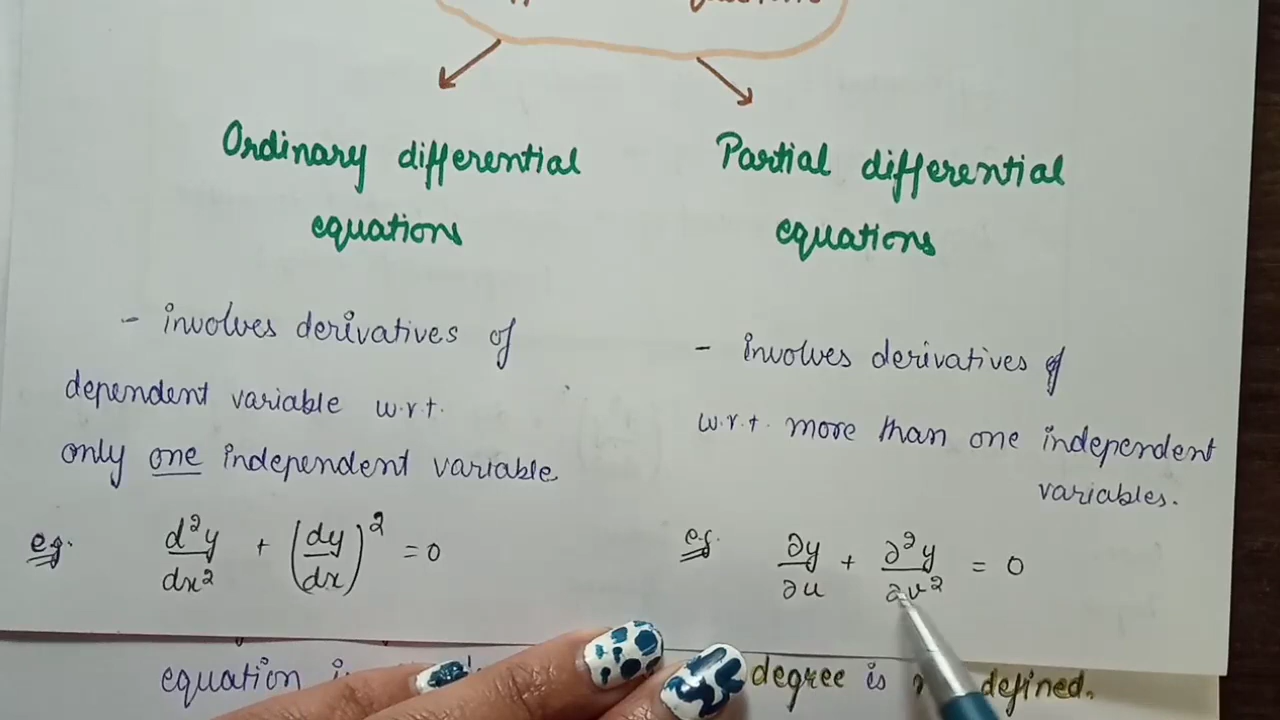 Ordinary differential
equations
- involves derivatives of
dependent variable w.r.t.
only one independent variable.
eg. d²y/dx² + (dy/dx)² = 0
Partial differential
equations
- involves derivatives of
w.r.t. more than one independent
variables.
e.g. ∂y/∂u + ∂²y/∂v² = 0
equation
degree is defined.